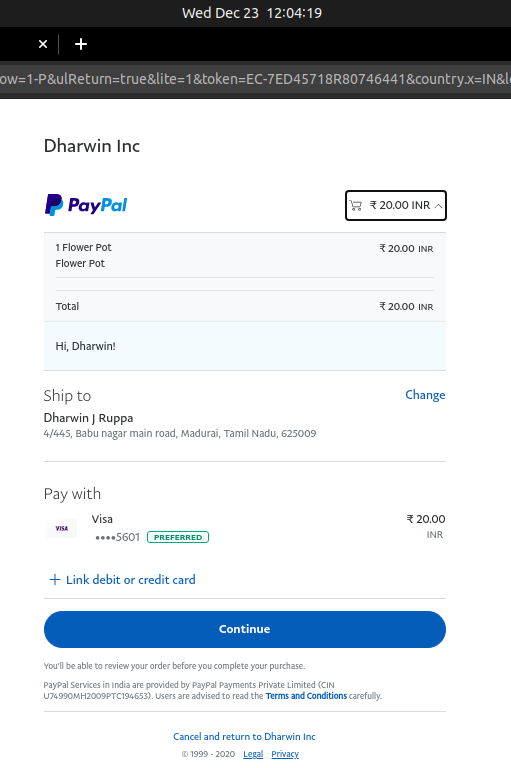 Wed Dec 23 12:04:19
× +
ow=1-P&ulReturn=true&lite=1&token=EC-7ED45718R80746441&country.x=IN&l
Dharwin Inc
PayPal ₹ 20.00 INR
1 Flower Pot ₹ 20.00 INR
Flower Pot
Total ₹ 20.00 INR
Hi, Dharwin!
Ship to Change
Dharwin J Ruppa
4/445, Babu nagar main road, Madurai, Tamil Nadu, 625009
Pay with
Visa ₹ 20.00
VISA ••••5601 PREFERRED INR
+ Link debit or credit card
Continue
You'll be able to review your order before you complete your purchase.
PayPal Services in India are provided by PayPal Payments Private Limited (CIN
U74990MH2009PTC194653). Users are advised to read the Terms and Conditions carefully.
Cancel and return to Dharwin Inc
© 1999 - 2020 Legal Privacy